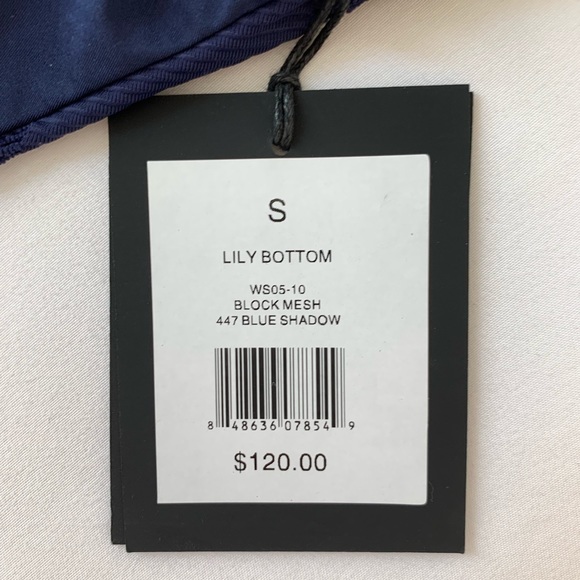 S
LILY BOTTOM
WS05-10
BLOCK MESH
447 BLUE SHADOW
8 48636 07854 9
$120.00